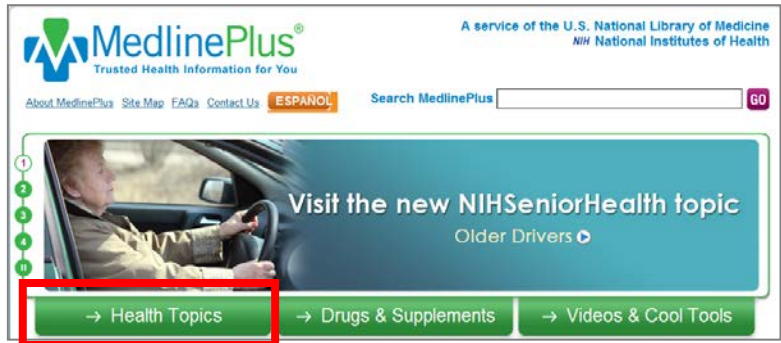 MedlinePlus®
Trusted Health Information for You
A service of the U.S. National Library of Medicine
NIH National Institutes of Health
About MedlinePlus Site Map FAQs Contact Us ESPAÑOL Search MedlinePlus GO
1
2
3
4
II
Visit the new NIHSeniorHealth topic
Older Drivers
→ Health Topics → Drugs & Supplements → Videos & Cool Tools